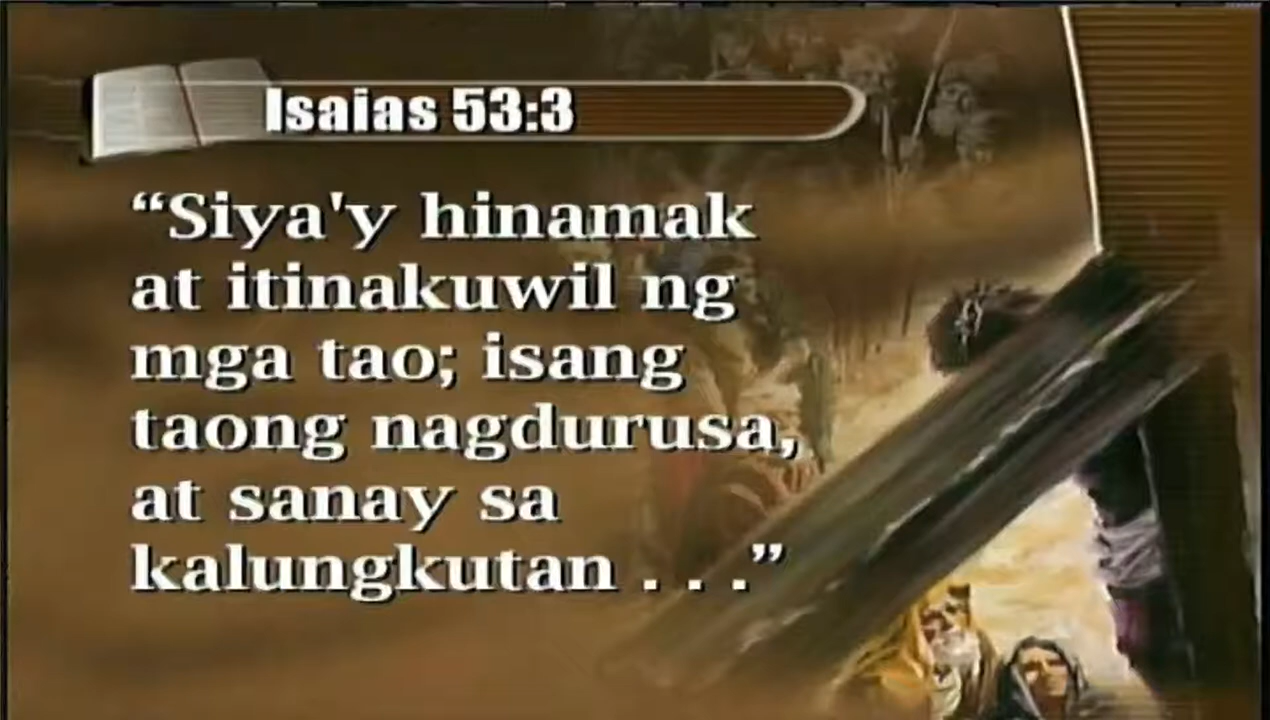 Isaias 53:3
“Siya'y hinamak
at itinakuwil ng
mga tao; isang
taong nagdurusa,
at sanay sa
kalungkutan . . .”